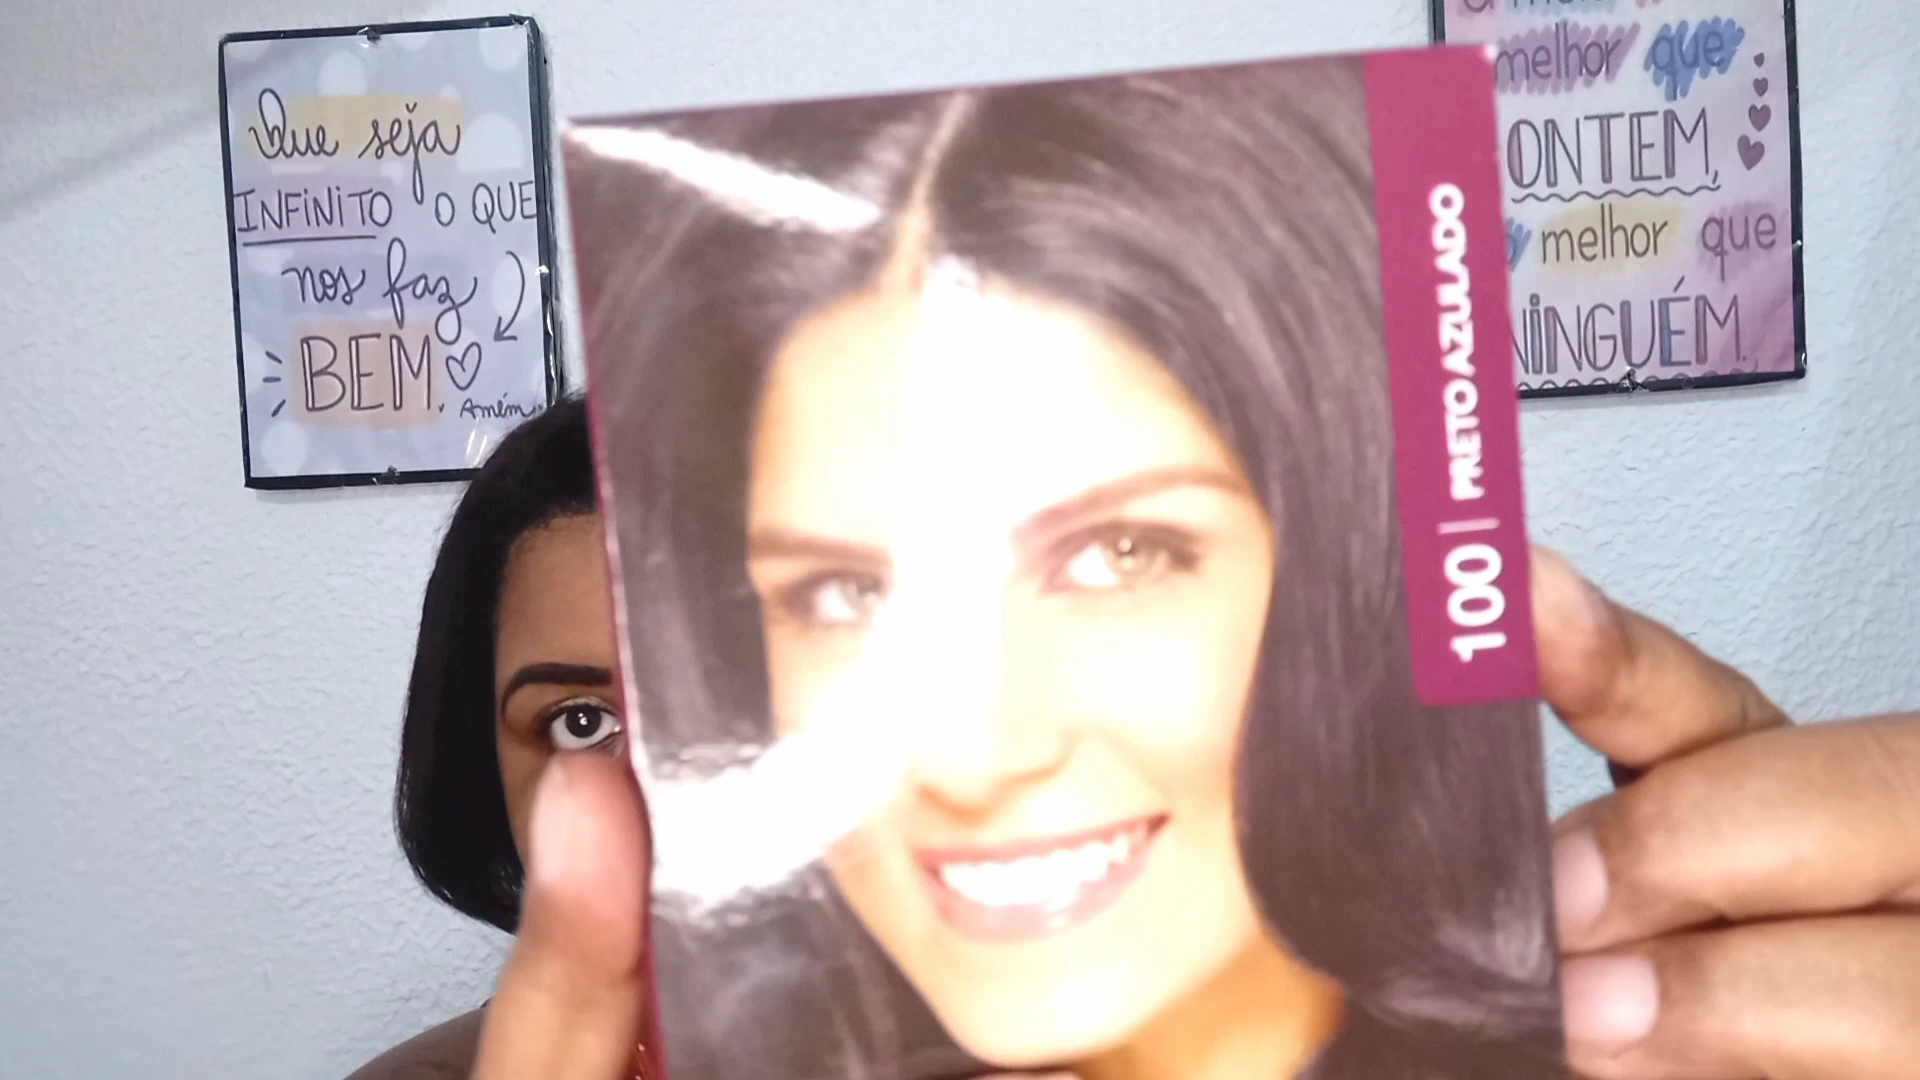 Que seja
INFINITO O QUE
nos faz
BEM.
Amém.
melhor que
ONTEM,
melhor que
NINGUÉM.
100 | PRETO AZULADO